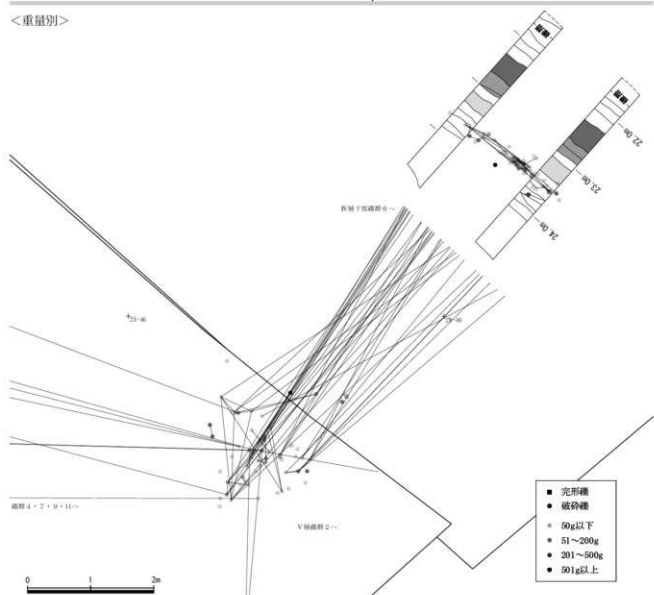 ＜重量別＞
22.0m
23.0m
24.0m
Ⅳ層下部礫群6へ
礫群4・7・9・11へ
Ⅴ層礫群2へ
完形礫
破砕礫
50g以下
51～200g
201～500g
501g以上
0 1 2m